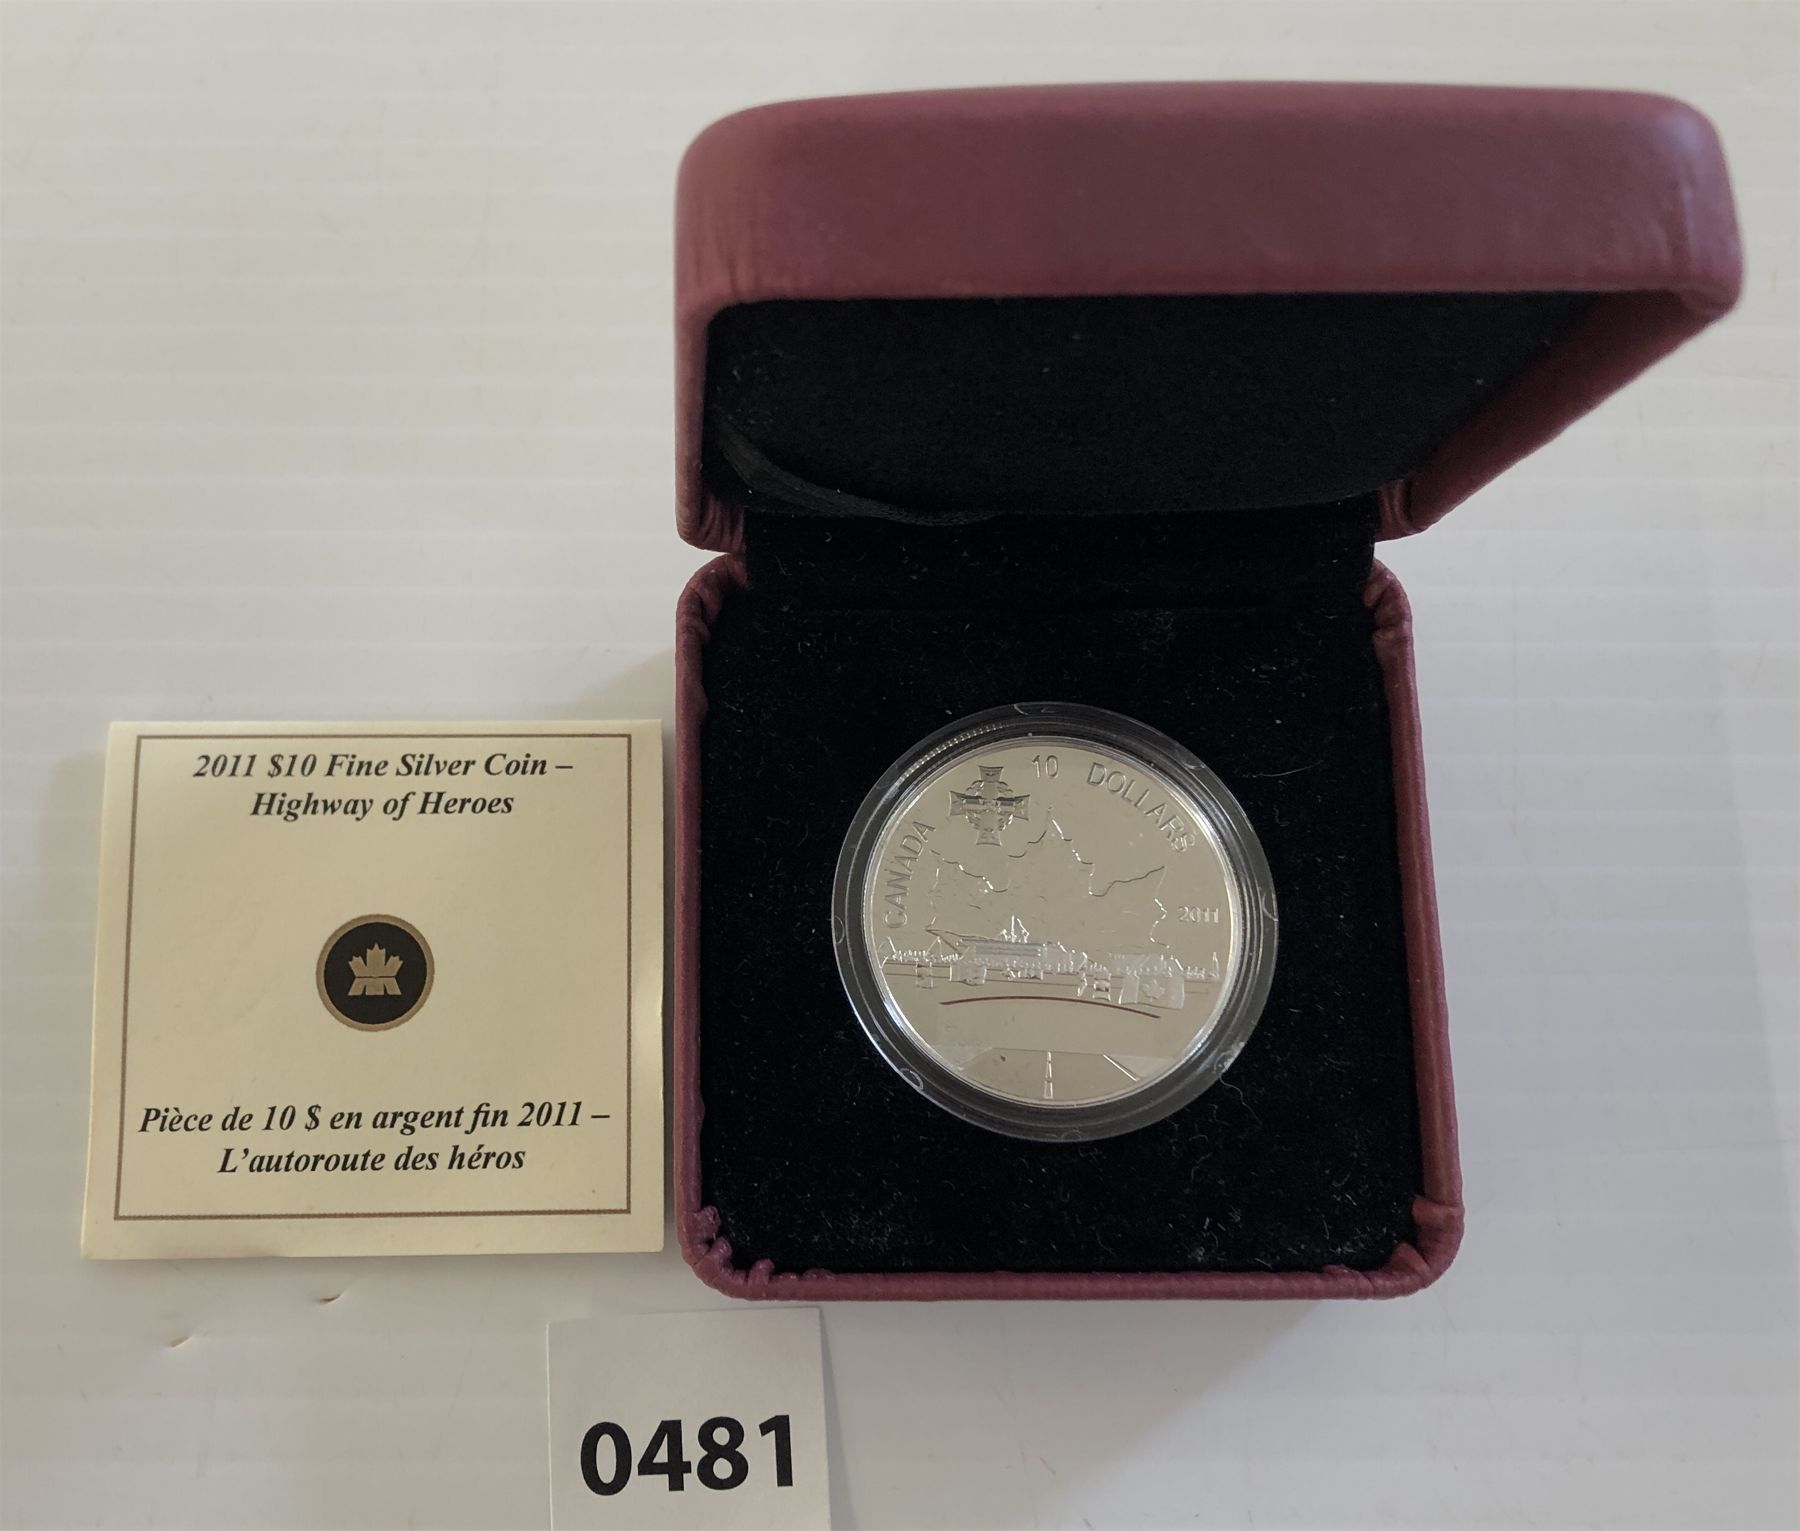 2011 $10 Fine Silver Coin –
Highway of Heroes
Pièce de 10 $ en argent fin 2011 –
L'autoroute des héros
CANADA
10 DOLLARS
2011
0481